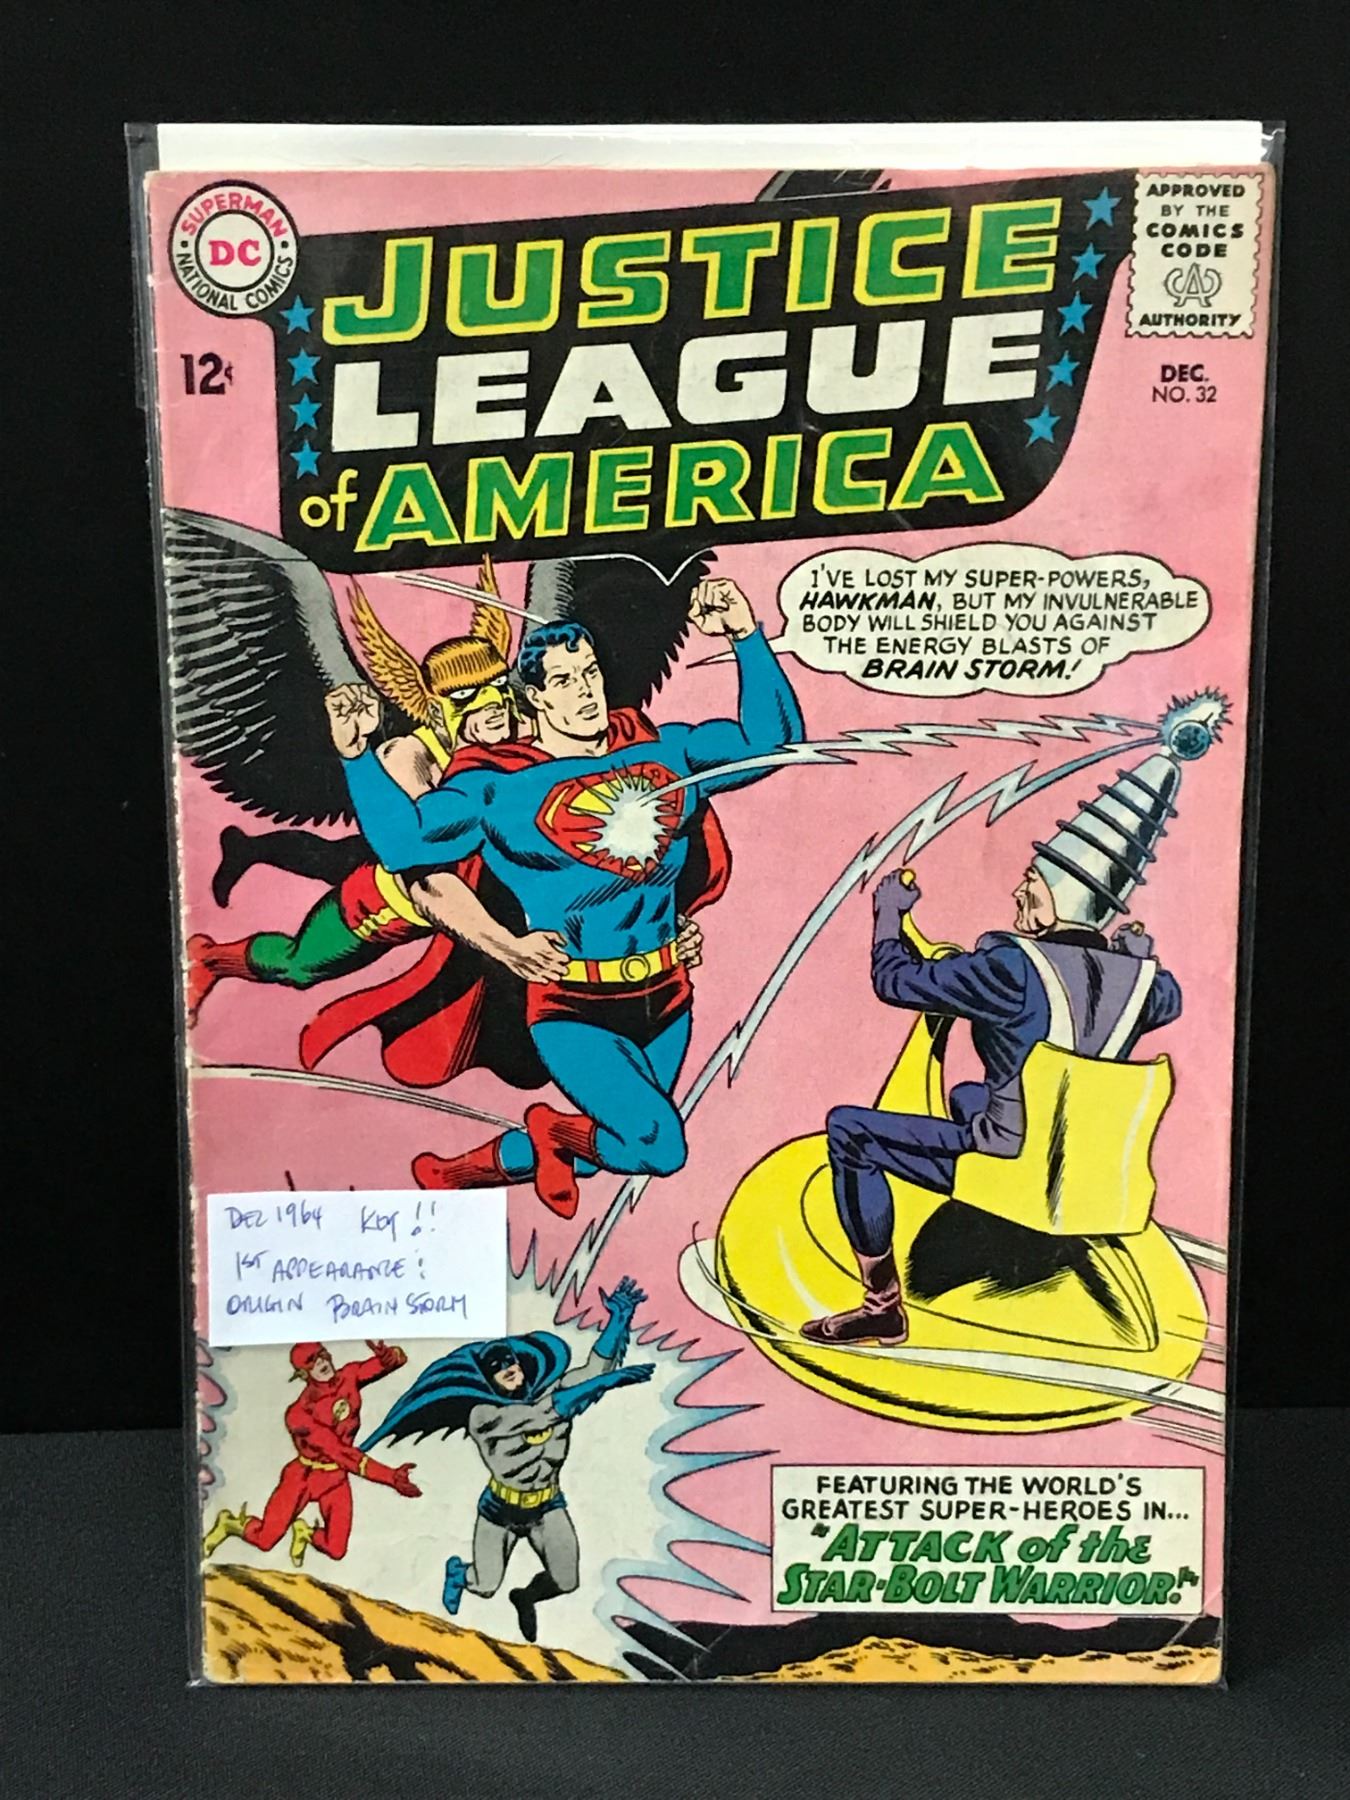 SUPERMAN
DC
NATIONAL COMICS
JUSTICE
LEAGUE
of AMERICA
APPROVED
BY THE
COMICS
CODE
CA
AUTHORITY
12¢
DEC.
NO. 32
I'VE LOST MY SUPER-POWERS,
HAWKMAN, BUT MY INVULNERABLE
BODY WILL SHIELD YOU AGAINST
THE ENERGY BLASTS OF
BRAIN STORM!
DEC 1964 KEY!!
1ST APPEARANCE:
ORIGIN BRAIN STORM
FEATURING THE WORLD'S
GREATEST SUPER-HEROES IN...
"ATTACK of the
STAR-BOLT WARRIOR!"